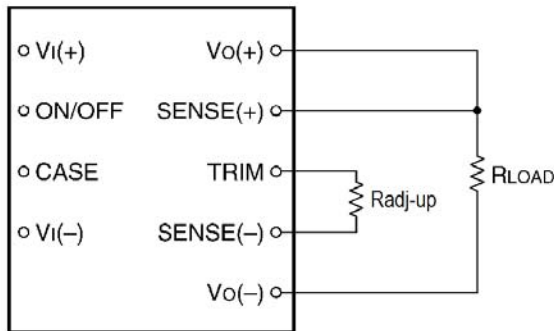 VI(+) VO(+)
ON/OFF SENSE(+)
CASE TRIM
RLOAD
Radj-up
VI(−) SENSE(−)
VO(−)